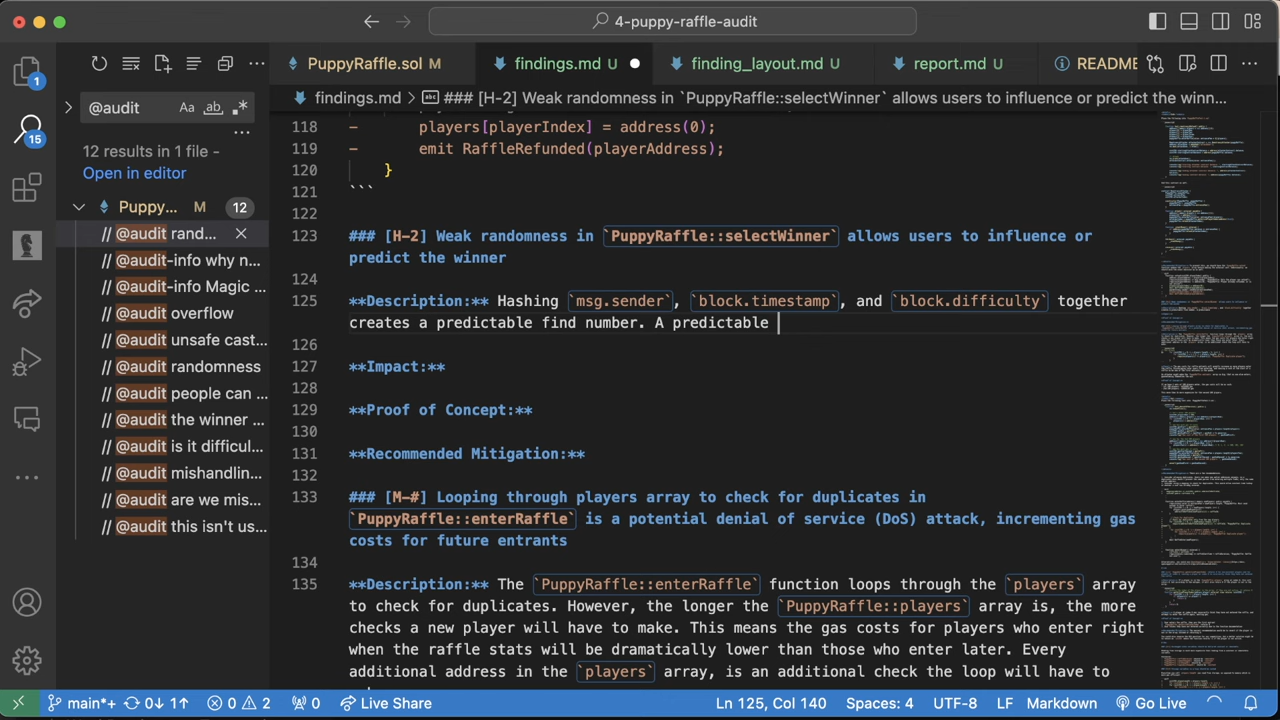 4-puppy-raffle-audit
PuppyRaffle.sol M
findings.md U
finding_layout.md U
report.md U
README
1
15
@audit
Aa ab
12 results in 1 file -
Open in editor
Puppy... M 12
// @audit rand...
// @audit-info why n...
// @audit-info Magic ...
// @audit overflow
// @audit unsafe cast...
// @audit randomness
// @audit people can ...
// @audit the winner ...
// @audit is it difficul...
// @audit mishandlin...
// @audit are we mis...
// @audit this isn't us...
findings.md > ### [H-2] Weak randomness in `PuppyRaffle::selectWinner` allows users to influence or predict the winn...
118 - players[playerIndex] = address(0);
119 - emit RaffleRefunded(playerAddress);
120 }
121 ```
122
123 ### [H-2] Weak randomness in `PuppyRaffle::selectWinner` allows users to influence or
predict the winner
124
125 **Description:** Hashing `msg.sender`, `block.timestamp`, and `block.difficulty` together
creates a predictable find number. A predictable
126
127 **Impact:**
128
129 **Proof of Concept:**
130
131 **Recommended Mitigation:**
132
133 ### [M-#] Looping through players array to check for duplicates in
`PuppyRaffle::enterRaffle` is a potential denial of service (DoS) attack, incrementing gas
costs for future entrants
134
135 **Description:** The `PuppyRaffle::enterRaffle` function loops through the `players` array
to check for duplicates. However, the longer the `PuppyRaffle::players` array is, the more
checks a new player will have to make. This means the gas costs for players who enter right
when the raffle stats will be dramatically lower than those who enter later. Every
additional address in the `players` array, is an additional check the loop will have to
main*+ 0↓ 1↑ 0 2 0 Live Share
Ln 125, Col 140 Spaces: 4 UTF-8 LF Markdown Go Live